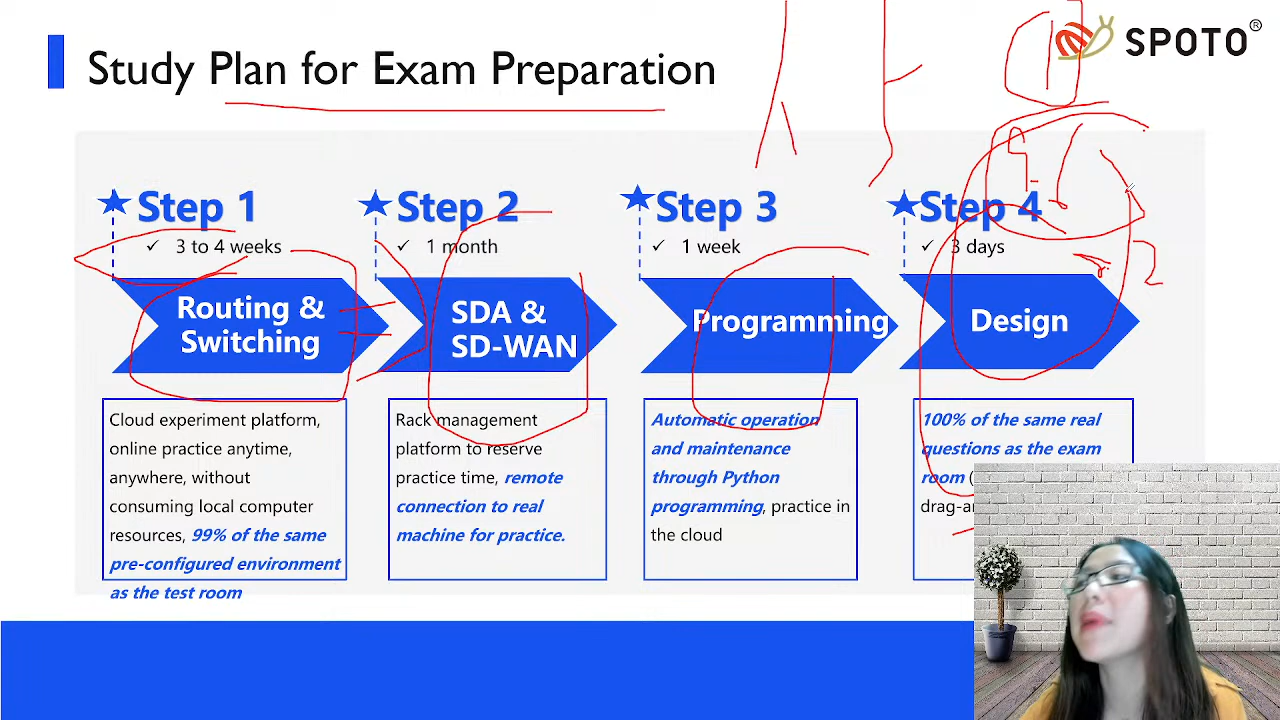 Study Plan for Exam Preparation
SPOTO®
Step 1
✓ 3 to 4 weeks
Routing &
Switching
Cloud experiment platform,
online practice anytime,
anywhere, without
consuming local computer
resources, 99% of the same
pre-configured environment
as the test room
Step 2
✓ 1 month
SDA &
SD-WAN
Rack management
platform to reserve
practice time, remote
connection to real
machine for practice.
Step 3
✓ 1 week
Programming
Automatic operation
and maintenance
through Python
programming, practice in
the cloud
Step 4
✓ 3 days
Design
100% of the same real
questions as the exam
room (